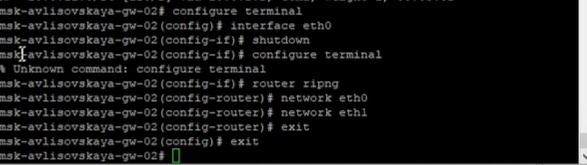 msk-avlisovskaya-gw-02# configure terminal
msk-avlisovskaya-gw-02(config)# interface eth0
msk-avlisovskaya-gw-02(config-if)# shutdown
msk-avlisovskaya-gw-02(config-if)# configure terminal
% Unknown command: configure terminal
msk-avlisovskaya-gw-02(config-if)# router ripng
msk-avlisovskaya-gw-02(config-router)# network eth0
msk-avlisovskaya-gw-02(config-router)# network eth1
msk-avlisovskaya-gw-02(config-router)# exit
msk-avlisovskaya-gw-02(config)# exit
msk-avlisovskaya-gw-02#